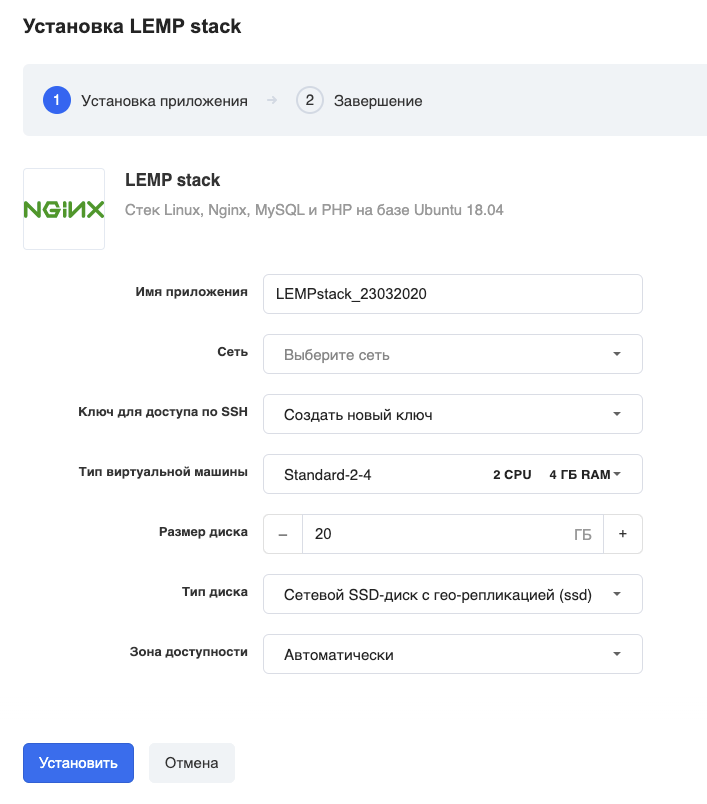 Установка LEMP stack
1 Установка приложения → 2 Завершение
NGINX
LEMP stack
Стек Linux, Nginx, MySQL и PHP на базе Ubuntu 18.04
Имя приложения LEMPstack_23032020
Сеть Выберите сеть
Ключ для доступа по SSH Создать новый ключ
Тип виртуальной машины Standard-2-4 2 CPU 4 ГБ RAM
Размер диска – 20 ГБ +
Тип диска Сетевой SSD-диск с гео-репликацией (ssd)
Зона доступности Автоматически
Установить Отмена